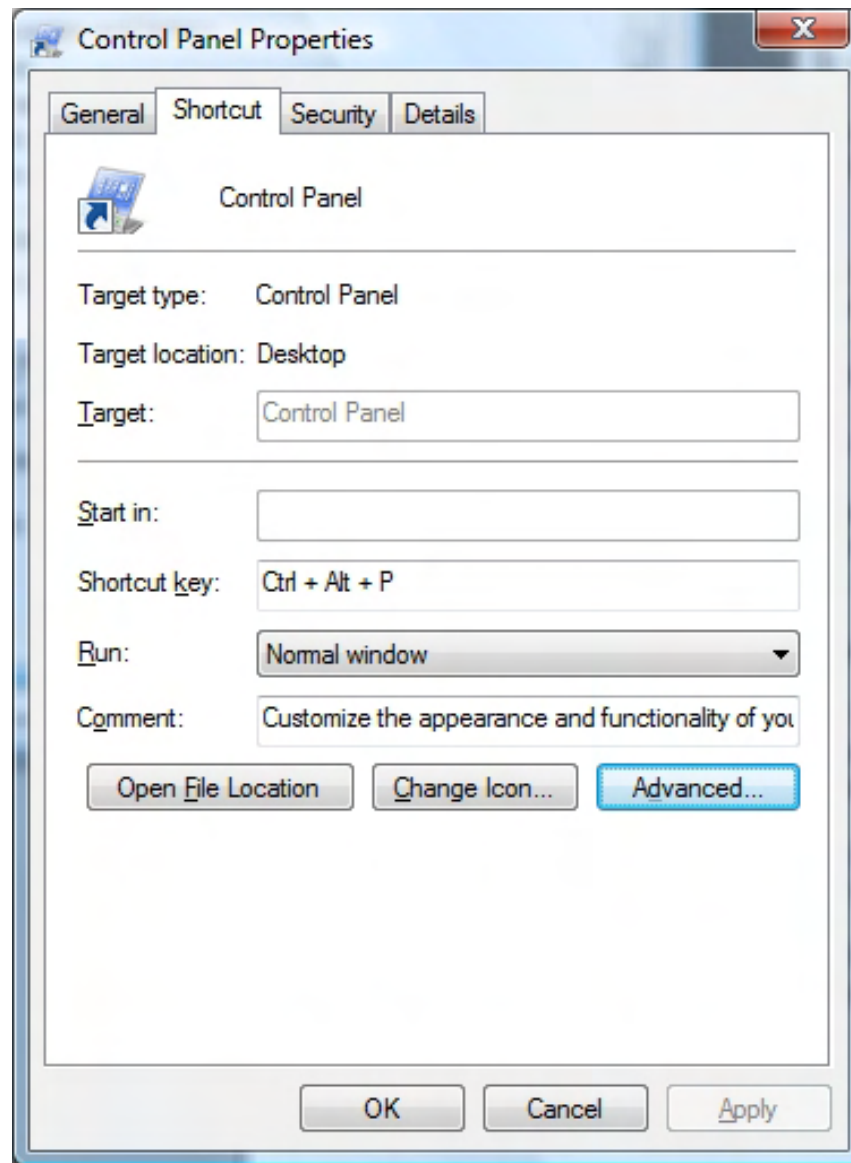 Control Panel Properties
General Shortcut Security Details
Control Panel
Target type: Control Panel
Target location: Desktop
Target: Control Panel
Start in:
Shortcut key: Ctrl + Alt + P
Run: Normal window
Comment: Customize the appearance and functionality of you
Open File Location Change Icon... Advanced...
OK Cancel Apply